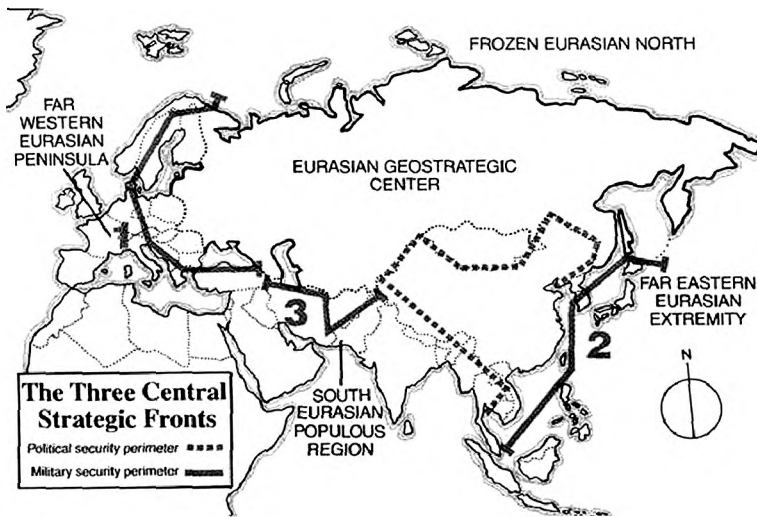 FROZEN EURASIAN NORTH
FAR
WESTERN
EURASIAN
PENINSULA
EURASIAN GEOSTRATEGIC
CENTER
1
3
2
FAR EASTERN
EURASIAN
EXTREMITY
N
SOUTH
EURASIAN
POPULOUS
REGION
The Three Central
Strategic Fronts
Political security perimeter
Military security perimeter